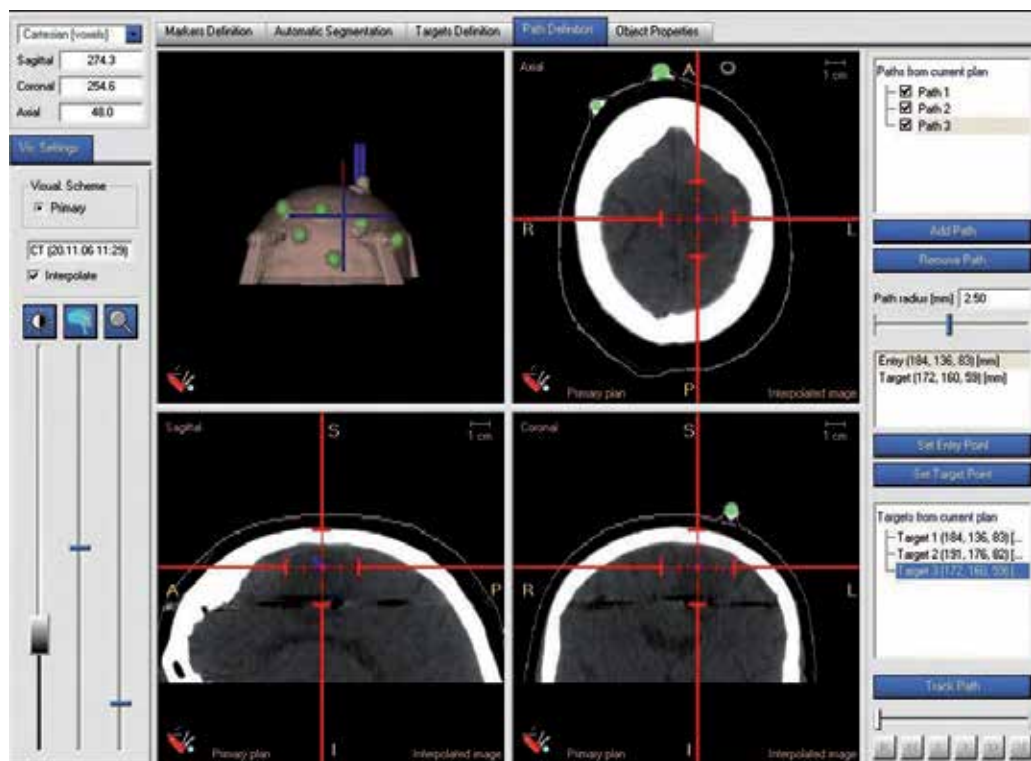 Cartesian (voxels)
Sagittal 274.3
Coronal 254.6
Axial 48.0
Vis. Settings
Visual. Scheme
Primary
CT (20.11.06 11:29)
Interpolate
Markers Definition Automatic Segmentation Targets Definition Path Definition Object Properties
Axial
A
1 cm
R
L
P
Primary plan
Interpolated image
Sagittal
S
1 cm
A
P
I
Primary plan
Interpolated image
Coronal
S
1 cm
R
L
I
Primary plan
Interpolated image
Paths from current plan
Path 1
Path 2
Path 3
Add Path
Remove Path
Path radius [mm] 2.50
Entry (184, 136, 83) [mm]
Target (172, 160, 59) [mm]
Set Entry Point
Set Target Point
Targets from current plan
Target 1 (184, 136, 83) [...
Target 2 (191, 176, 82) [...
Target 3 (172, 160, 59) [
Track Path